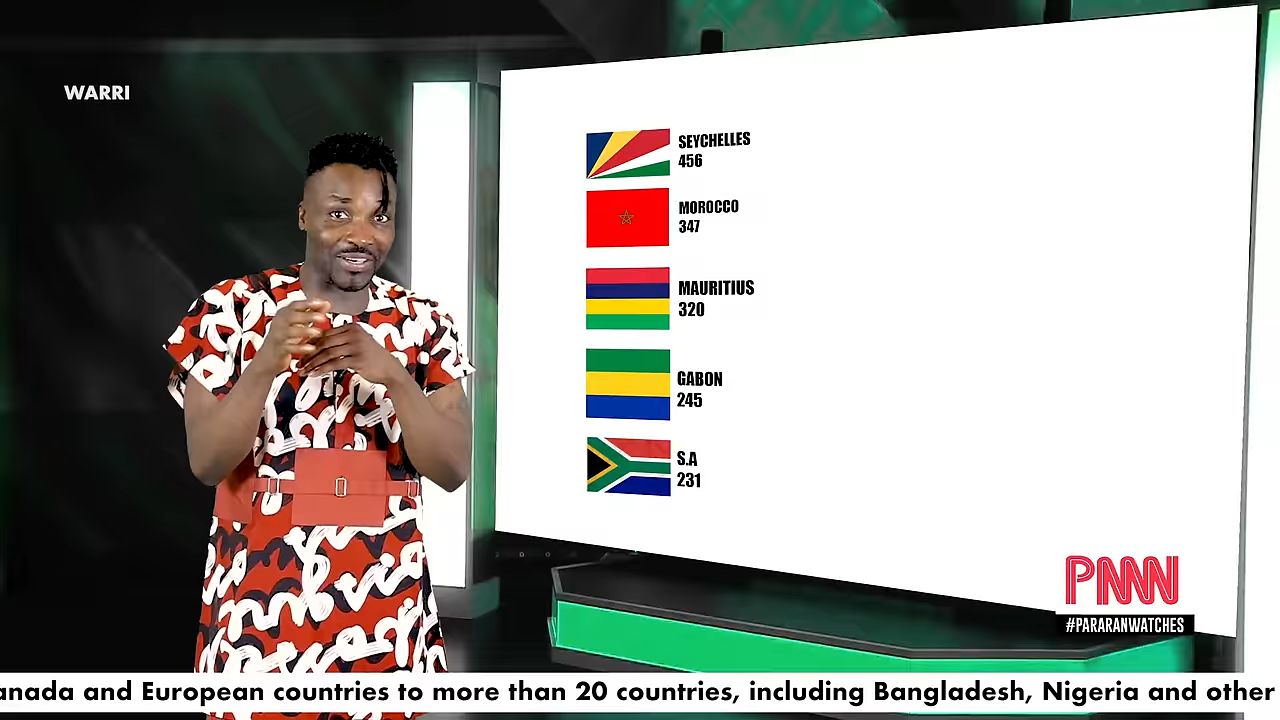 WARRI
SEYCHELLES
456
MOROCCO
347
MAURITIUS
320
GABON
245
S.A
231
PNN
#PARARANWATCHES
anada and European countries to more than 20 countries, including Bangladesh, Nigeria and other